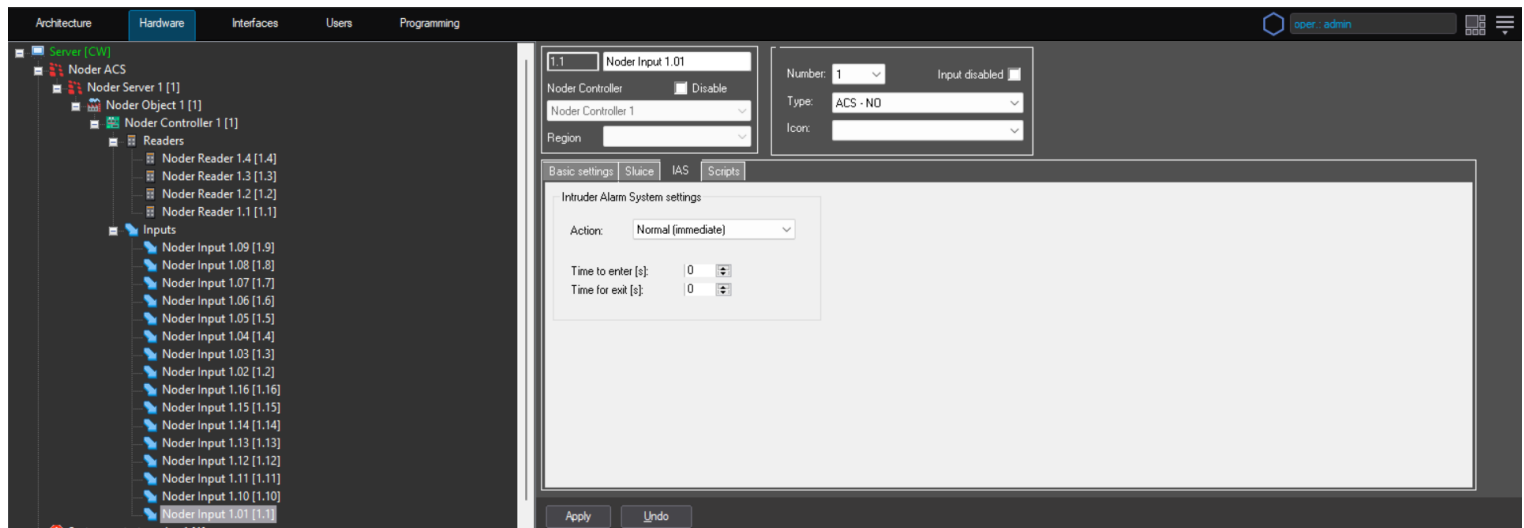 Architecture Hardware Interfaces Users Programming oper.: admin
Server [CW]
Noder ACS
Noder Server 1 [1]
Noder Object 1 [1]
Noder Controller 1 [1]
Readers
Noder Reader 1.4 [1.4]
Noder Reader 1.3 [1.3]
Noder Reader 1.2 [1.2]
Noder Reader 1.1 [1.1]
Inputs
Noder Input 1.09 [1.9]
Noder Input 1.08 [1.8]
Noder Input 1.07 [1.7]
Noder Input 1.06 [1.6]
Noder Input 1.05 [1.5]
Noder Input 1.04 [1.4]
Noder Input 1.03 [1.3]
Noder Input 1.02 [1.2]
Noder Input 1.16 [1.16]
Noder Input 1.15 [1.15]
Noder Input 1.14 [1.14]
Noder Input 1.13 [1.13]
Noder Input 1.12 [1.12]
Noder Input 1.11 [1.11]
Noder Input 1.10 [1.10]
Noder Input 1.01 [1.1]
1.1 Noder Input 1.01
Noder Controller Disable
Noder Controller 1
Region
Number: 1 Input disabled
Type: ACS - NO
Icon:
Basic settings Sluice IAS Scripts
Intruder Alarm System settings
Action: Normal (immediate)
Time to enter [s]: 0
Time for exit [s]: 0
Apply Undo